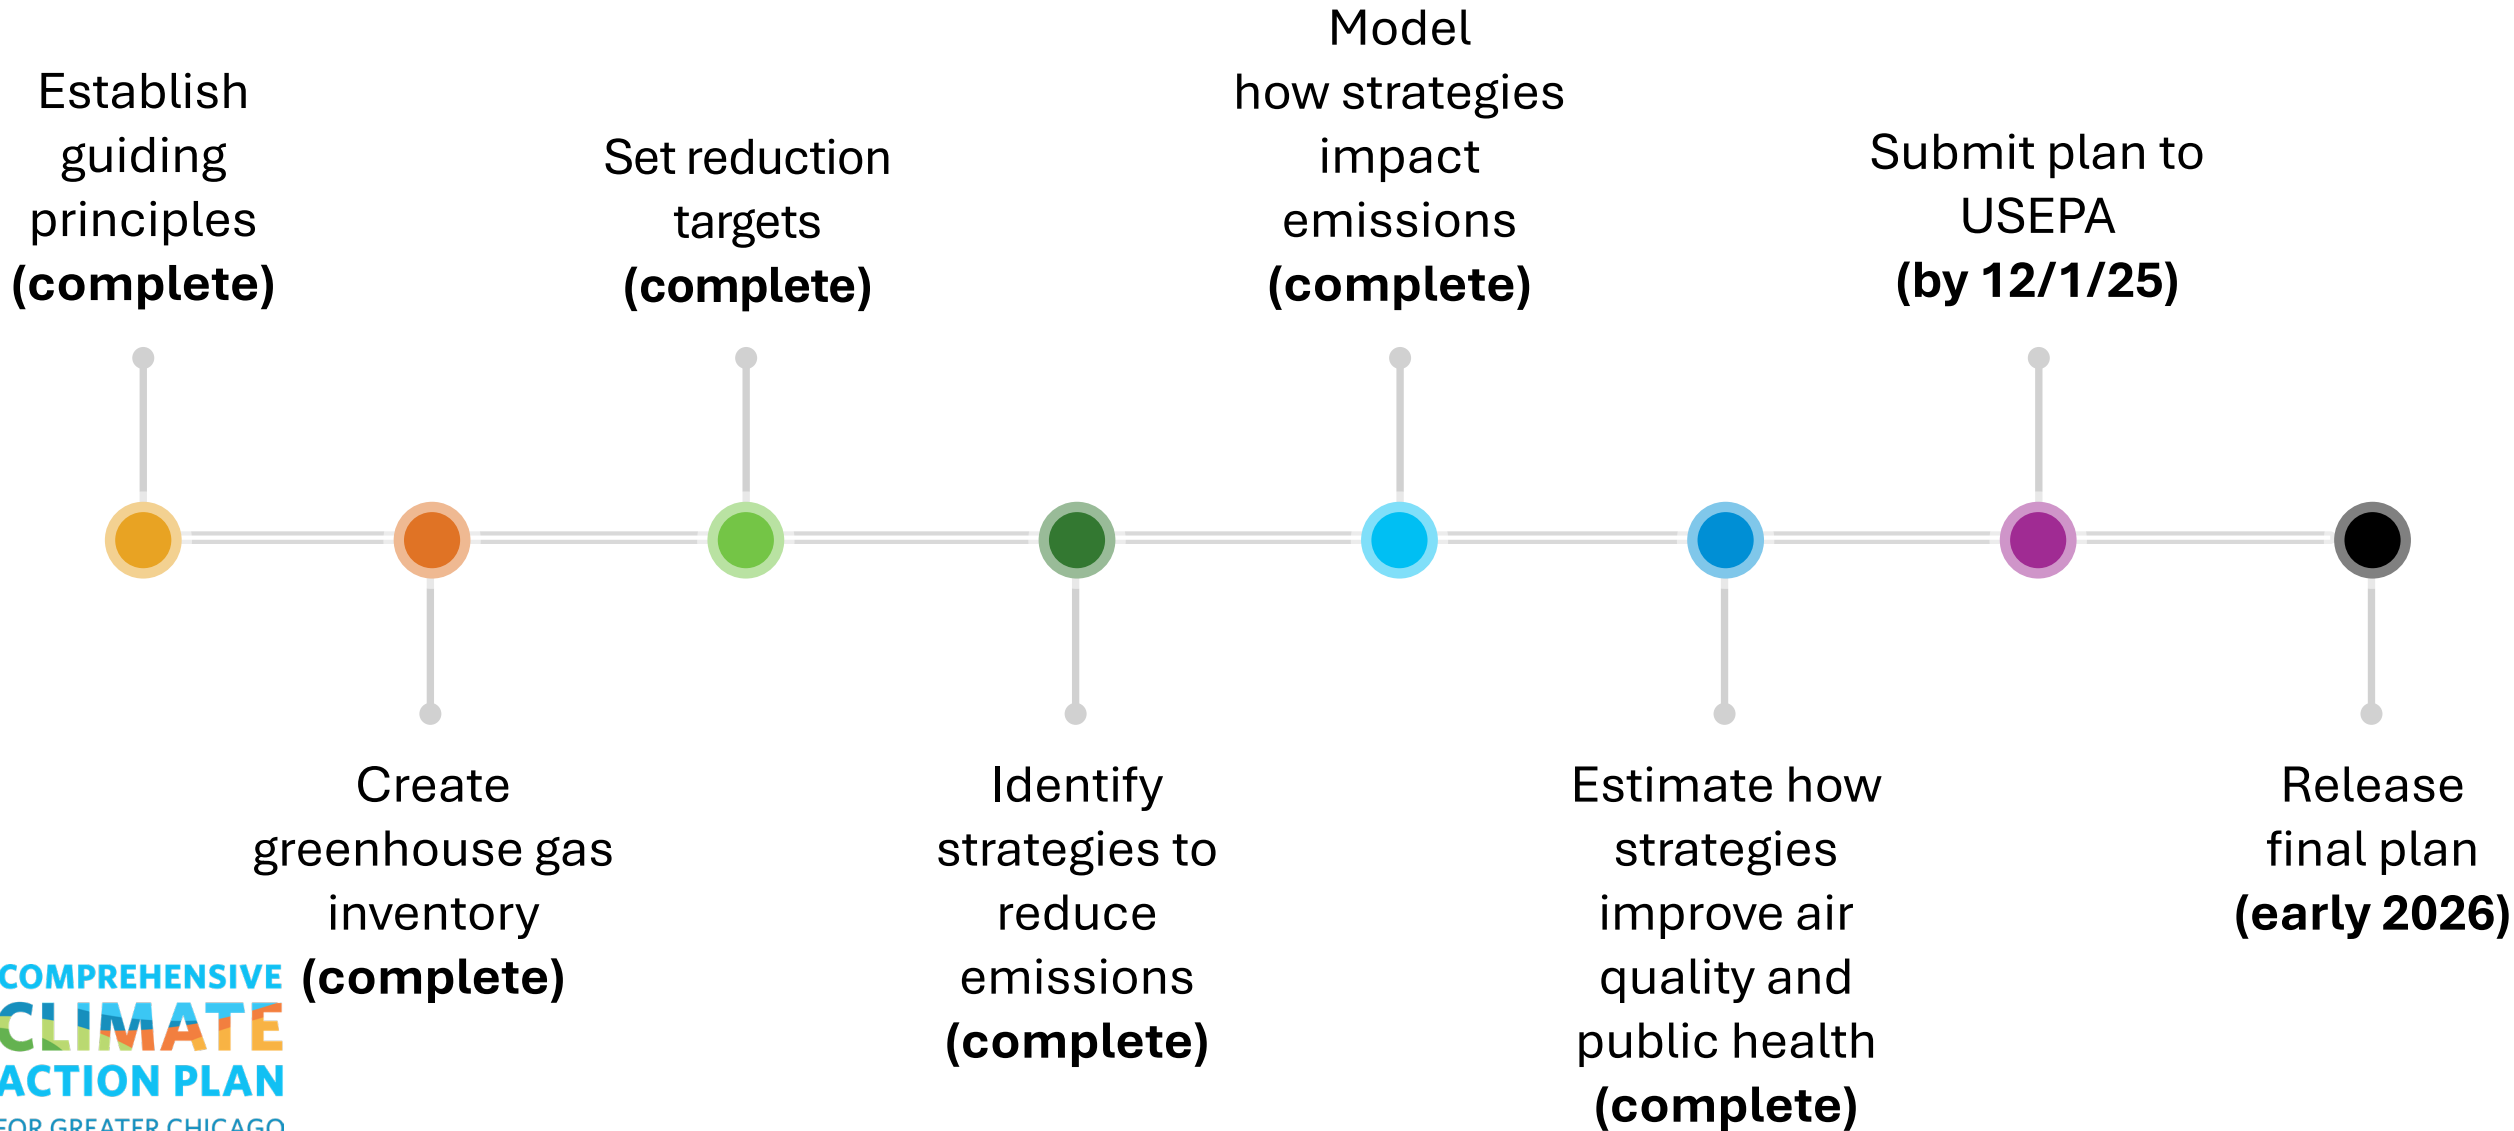 Establish
guiding
principles
(complete)
Create
greenhouse gas
inventory
(complete)
Set reduction
targets
(complete)
Identify
strategies to
reduce
emissions
(complete)
Model
how strategies
impact
emissions
(complete)
Estimate how
strategies
improve air
quality and
public health
(complete)
Submit plan to
USEPA
(by 12/1/25)
Release
final plan
(early 2026)
COMPREHENSIVE
CLIMATE
ACTION PLAN
FOR GREATER CHICAGO